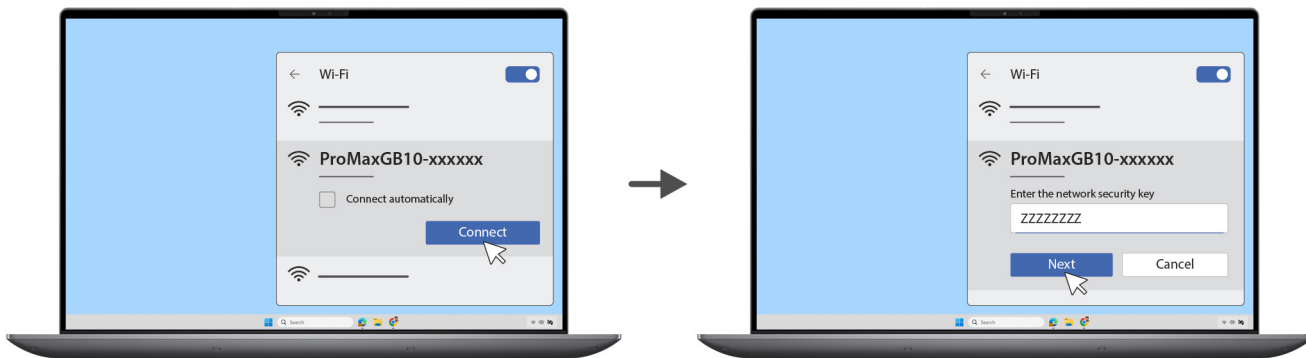 Wi-Fi
ProMaxGB10-xxxxxx
Connect automatically
Connect
Search
Wi-Fi
ProMaxGB10-xxxxxx
Enter the network security key
ZZZZZZZZ
Next
Cancel
Search